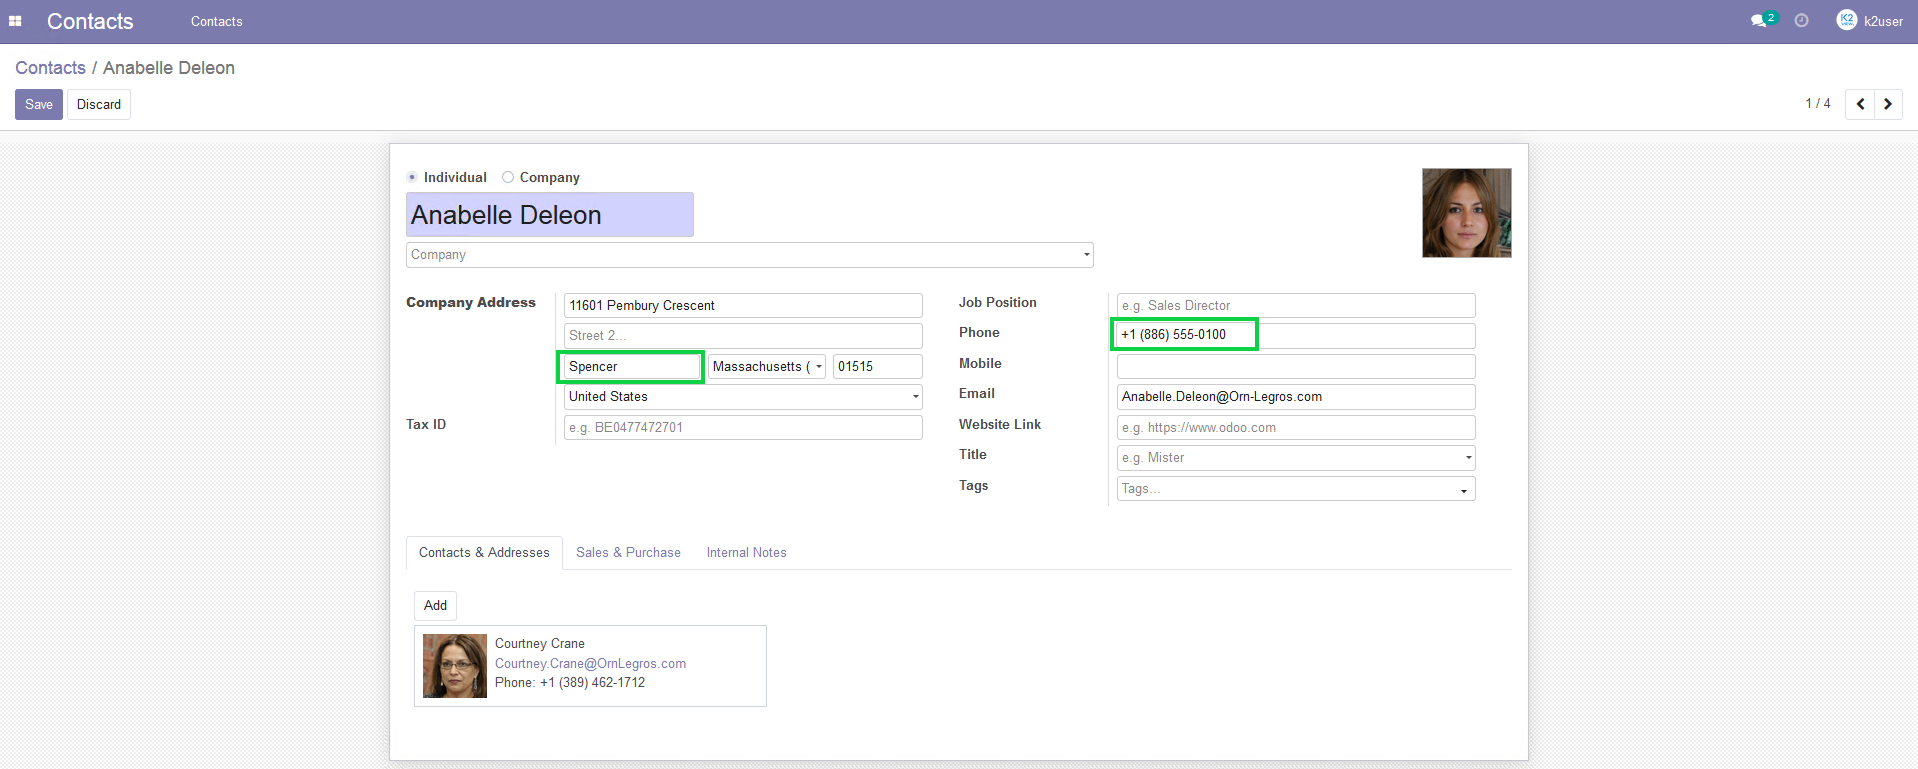 Contacts Contacts 2 K2 VIEW k2user
Contacts / Anabelle Deleon
Save Discard 1 / 4
Individual Company
Anabelle Deleon
Company
Company Address 11601 Pembury Crescent Job Position e.g. Sales Director
Street 2... Phone +1 (886) 555-0100
Spencer Massachusetts ( 01515 Mobile
United States Email Anabelle.Deleon@Orn-Legros.com
Tax ID e.g. BE0477472701 Website Link e.g. https://www.odoo.com
Title e.g. Mister
Tags Tags...
Contacts & Addresses Sales & Purchase Internal Notes
Add
Courtney Crane
Courtney.Crane@OrnLegros.com
Phone: +1 (389) 462-1712